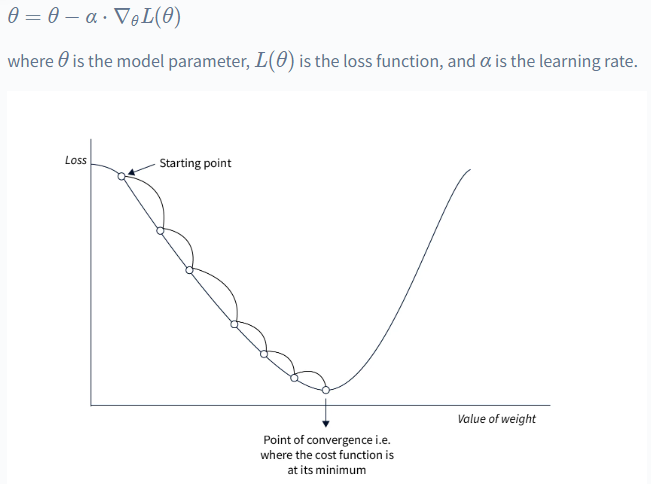 θ = θ − α · ∇θL(θ)
where θ is the model parameter, L(θ) is the loss function, and α is the learning rate.
Loss
Starting point
Value of weight
Point of convergence i.e.
where the cost function is
at its minimum